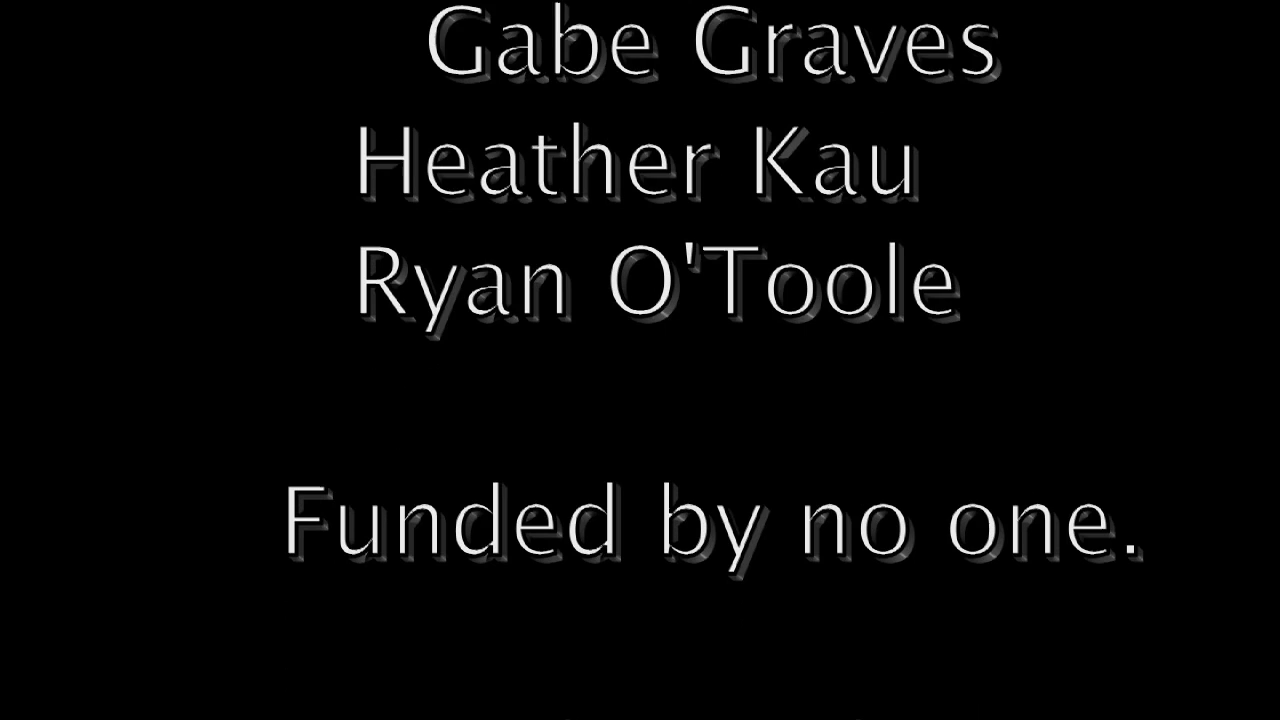 Gabe Graves
Heather Kau
Ryan O'Toole
Funded by no one.